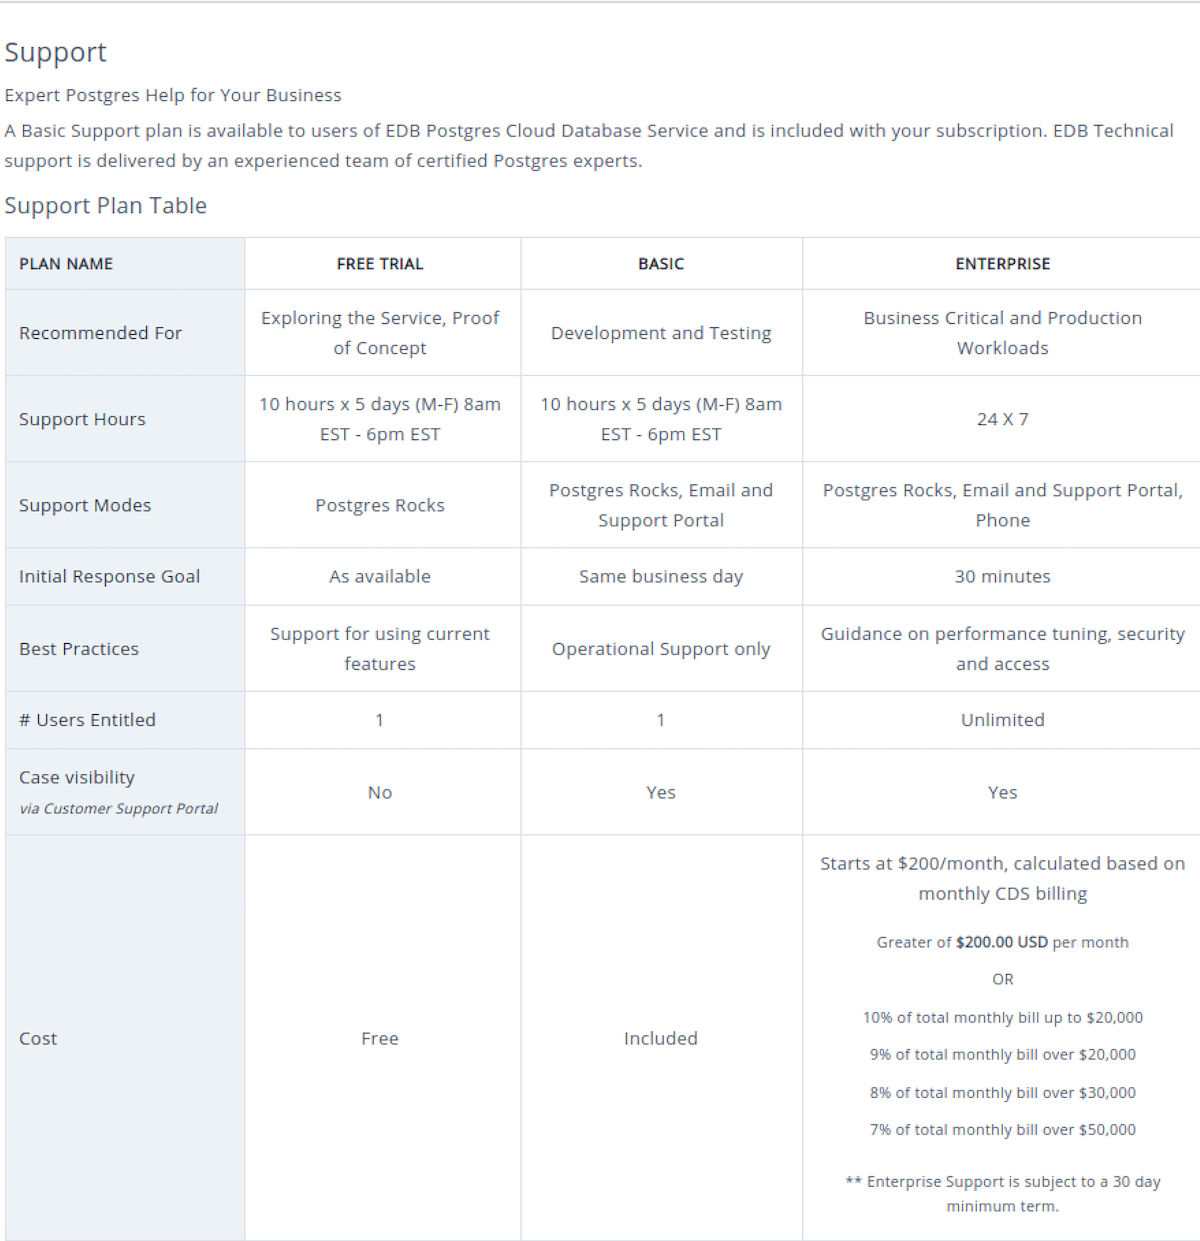 Support
Expert Postgres Help for Your Business
A Basic Support plan is available to users of EDB Postgres Cloud Database Service and is included with your subscription. EDB Technical
support is delivered by an experienced team of certified Postgres experts.
Support Plan Table
PLAN NAME
FREE TRIAL
BASIC
ENTERPRISE
Recommended For
Exploring the Service, Proof
of Concept
Development and Testing
Business Critical and Production
Workloads
Support Hours
10 hours x 5 days (M-F) 8am
EST - 6pm EST
10 hours x 5 days (M-F) 8am
EST - 6pm EST
24 X 7
Support Modes
Postgres Rocks
Postgres Rocks, Email and
Support Portal
Postgres Rocks, Email and Support Portal,
Phone
Initial Response Goal
As available
Same business day
30 minutes
Best Practices
Support for using current
features
Operational Support only
Guidance on performance tuning, security
and access
# Users Entitled
1
1
Unlimited
Case visibility
via Customer Support Portal
No
Yes
Yes
Cost
Free
Included
Starts at $200/month, calculated based on
monthly CDS billing
Greater of $200.00 USD per month
OR
10% of total monthly bill up to $20,000
9% of total monthly bill over $20,000
8% of total monthly bill over $30,000
7% of total monthly bill over $50,000
** Enterprise Support is subject to a 30 day
minimum term.